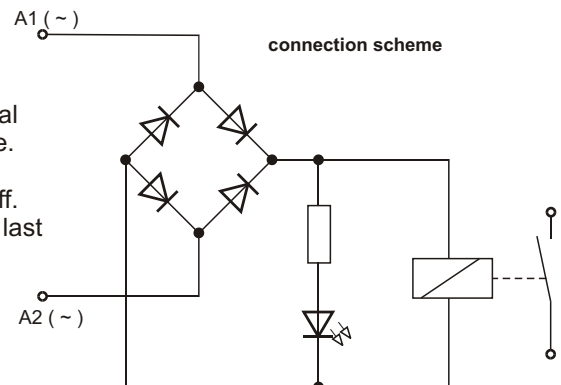 A1 ( ~ )
connection scheme
al
e.
ff.
last
A2 ( ~ )